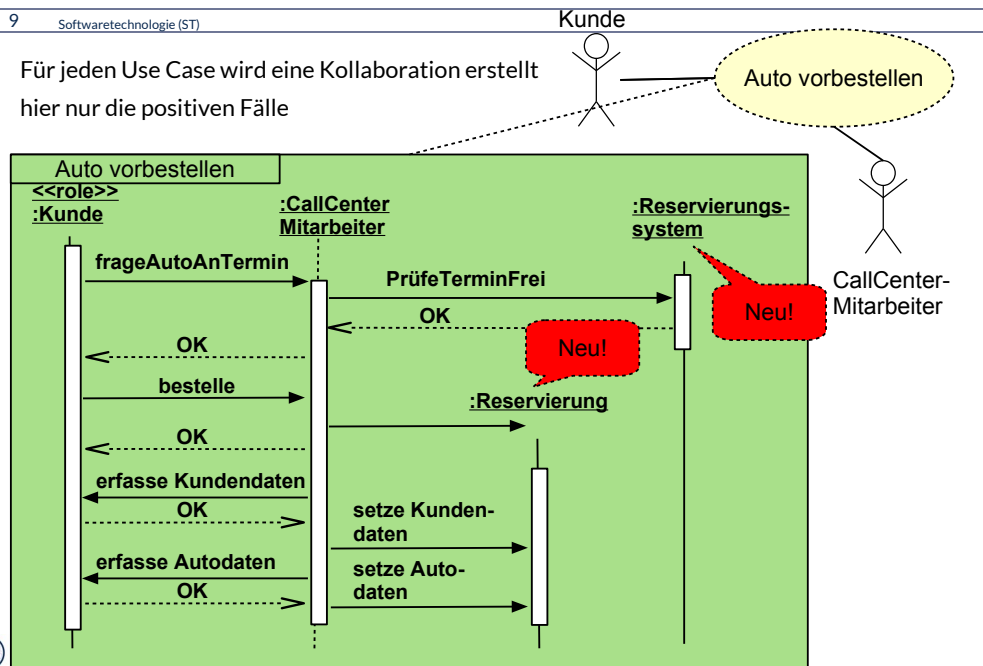 9 Softwaretechnologie (ST)
Kunde
Für jeden Use Case wird eine Kollaboration erstellt
hier nur die positiven Fälle
Auto vorbestellen
CallCenter-
Mitarbeiter
Auto vorbestellen
<<role>>
:Kunde
:CallCenter
Mitarbeiter
:Reservierungs-
system
Neu!
frageAutoAnTermin
PrüfeTerminFrei
OK
OK
Neu!
bestelle
:Reservierung
OK
erfasse Kundendaten
OK
setze Kunden-
daten
erfasse Autodaten
OK
setze Auto-
daten